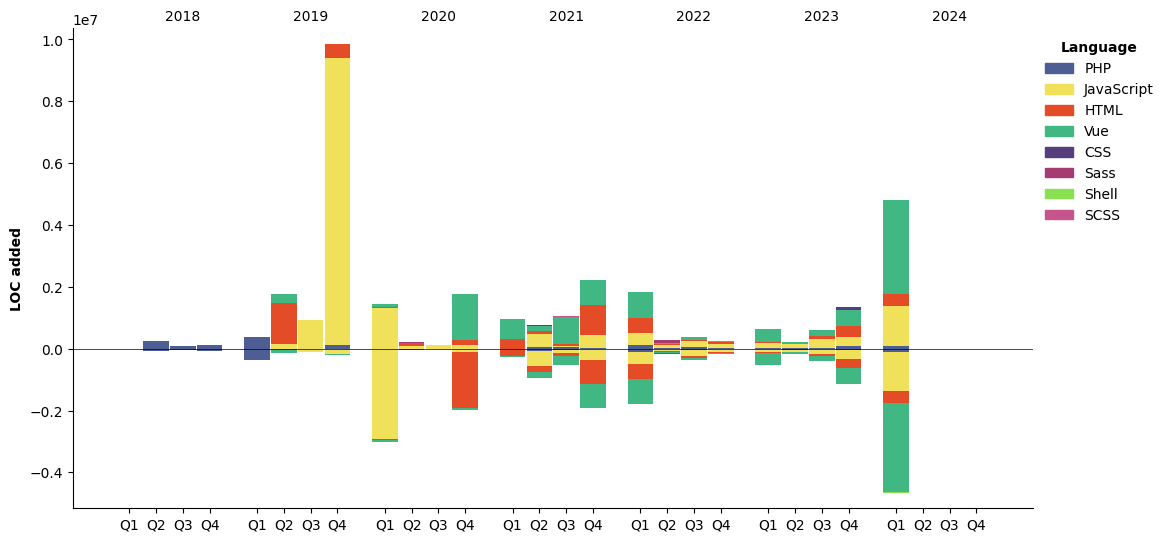 1e7
2018 2019 2020 2021 2022 2023 2024
1.0
0.8
0.6
0.4
0.2
0.0
−0.2
−0.4
LOC added
Q1 Q2 Q3 Q4 Q1 Q2 Q3 Q4 Q1 Q2 Q3 Q4 Q1 Q2 Q3 Q4 Q1 Q2 Q3 Q4 Q1 Q2 Q3 Q4 Q1 Q2 Q3 Q4
Language
PHP
JavaScript
HTML
Vue
CSS
Sass
Shell
SCSS